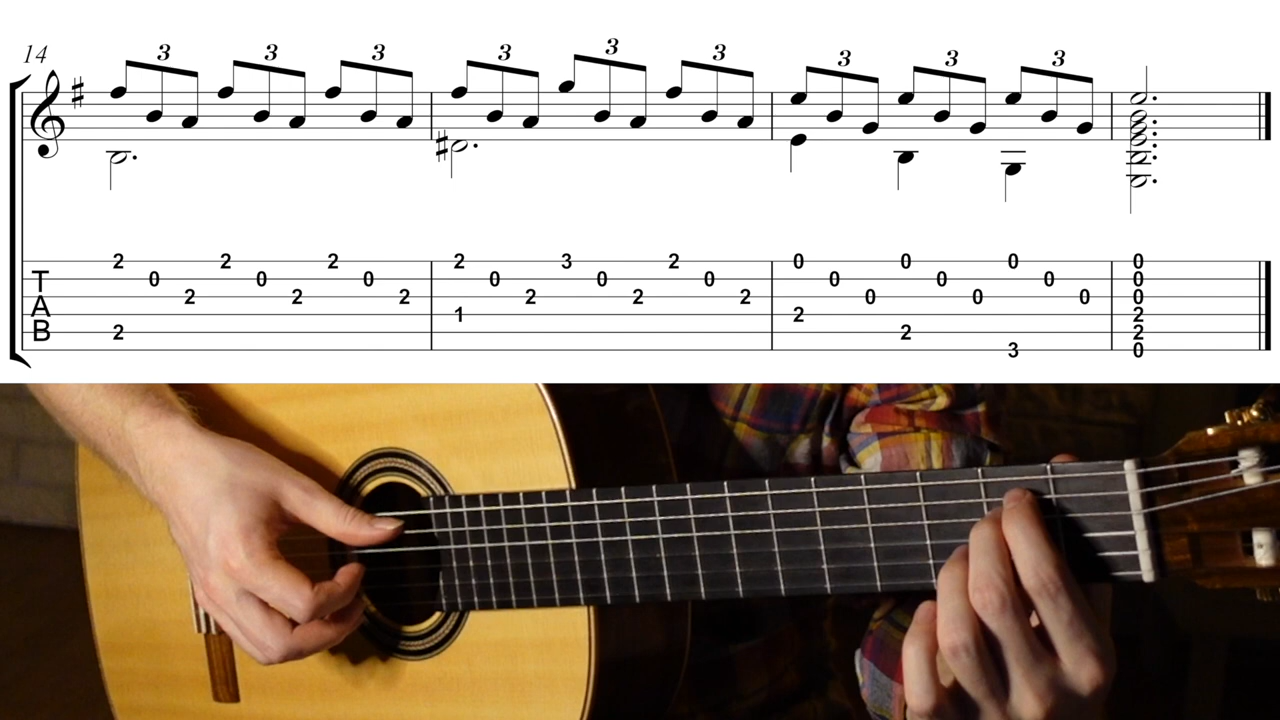 14 3 3 3 3 3 3 3 3 3
2 2 2 2 3 2 0 0 0 0
T 0 0 0 0 0 0 0 0 0 0
2 2 2 2 2 2 0 0 0 0
A 1 2 2
B 2 2 2
3 0